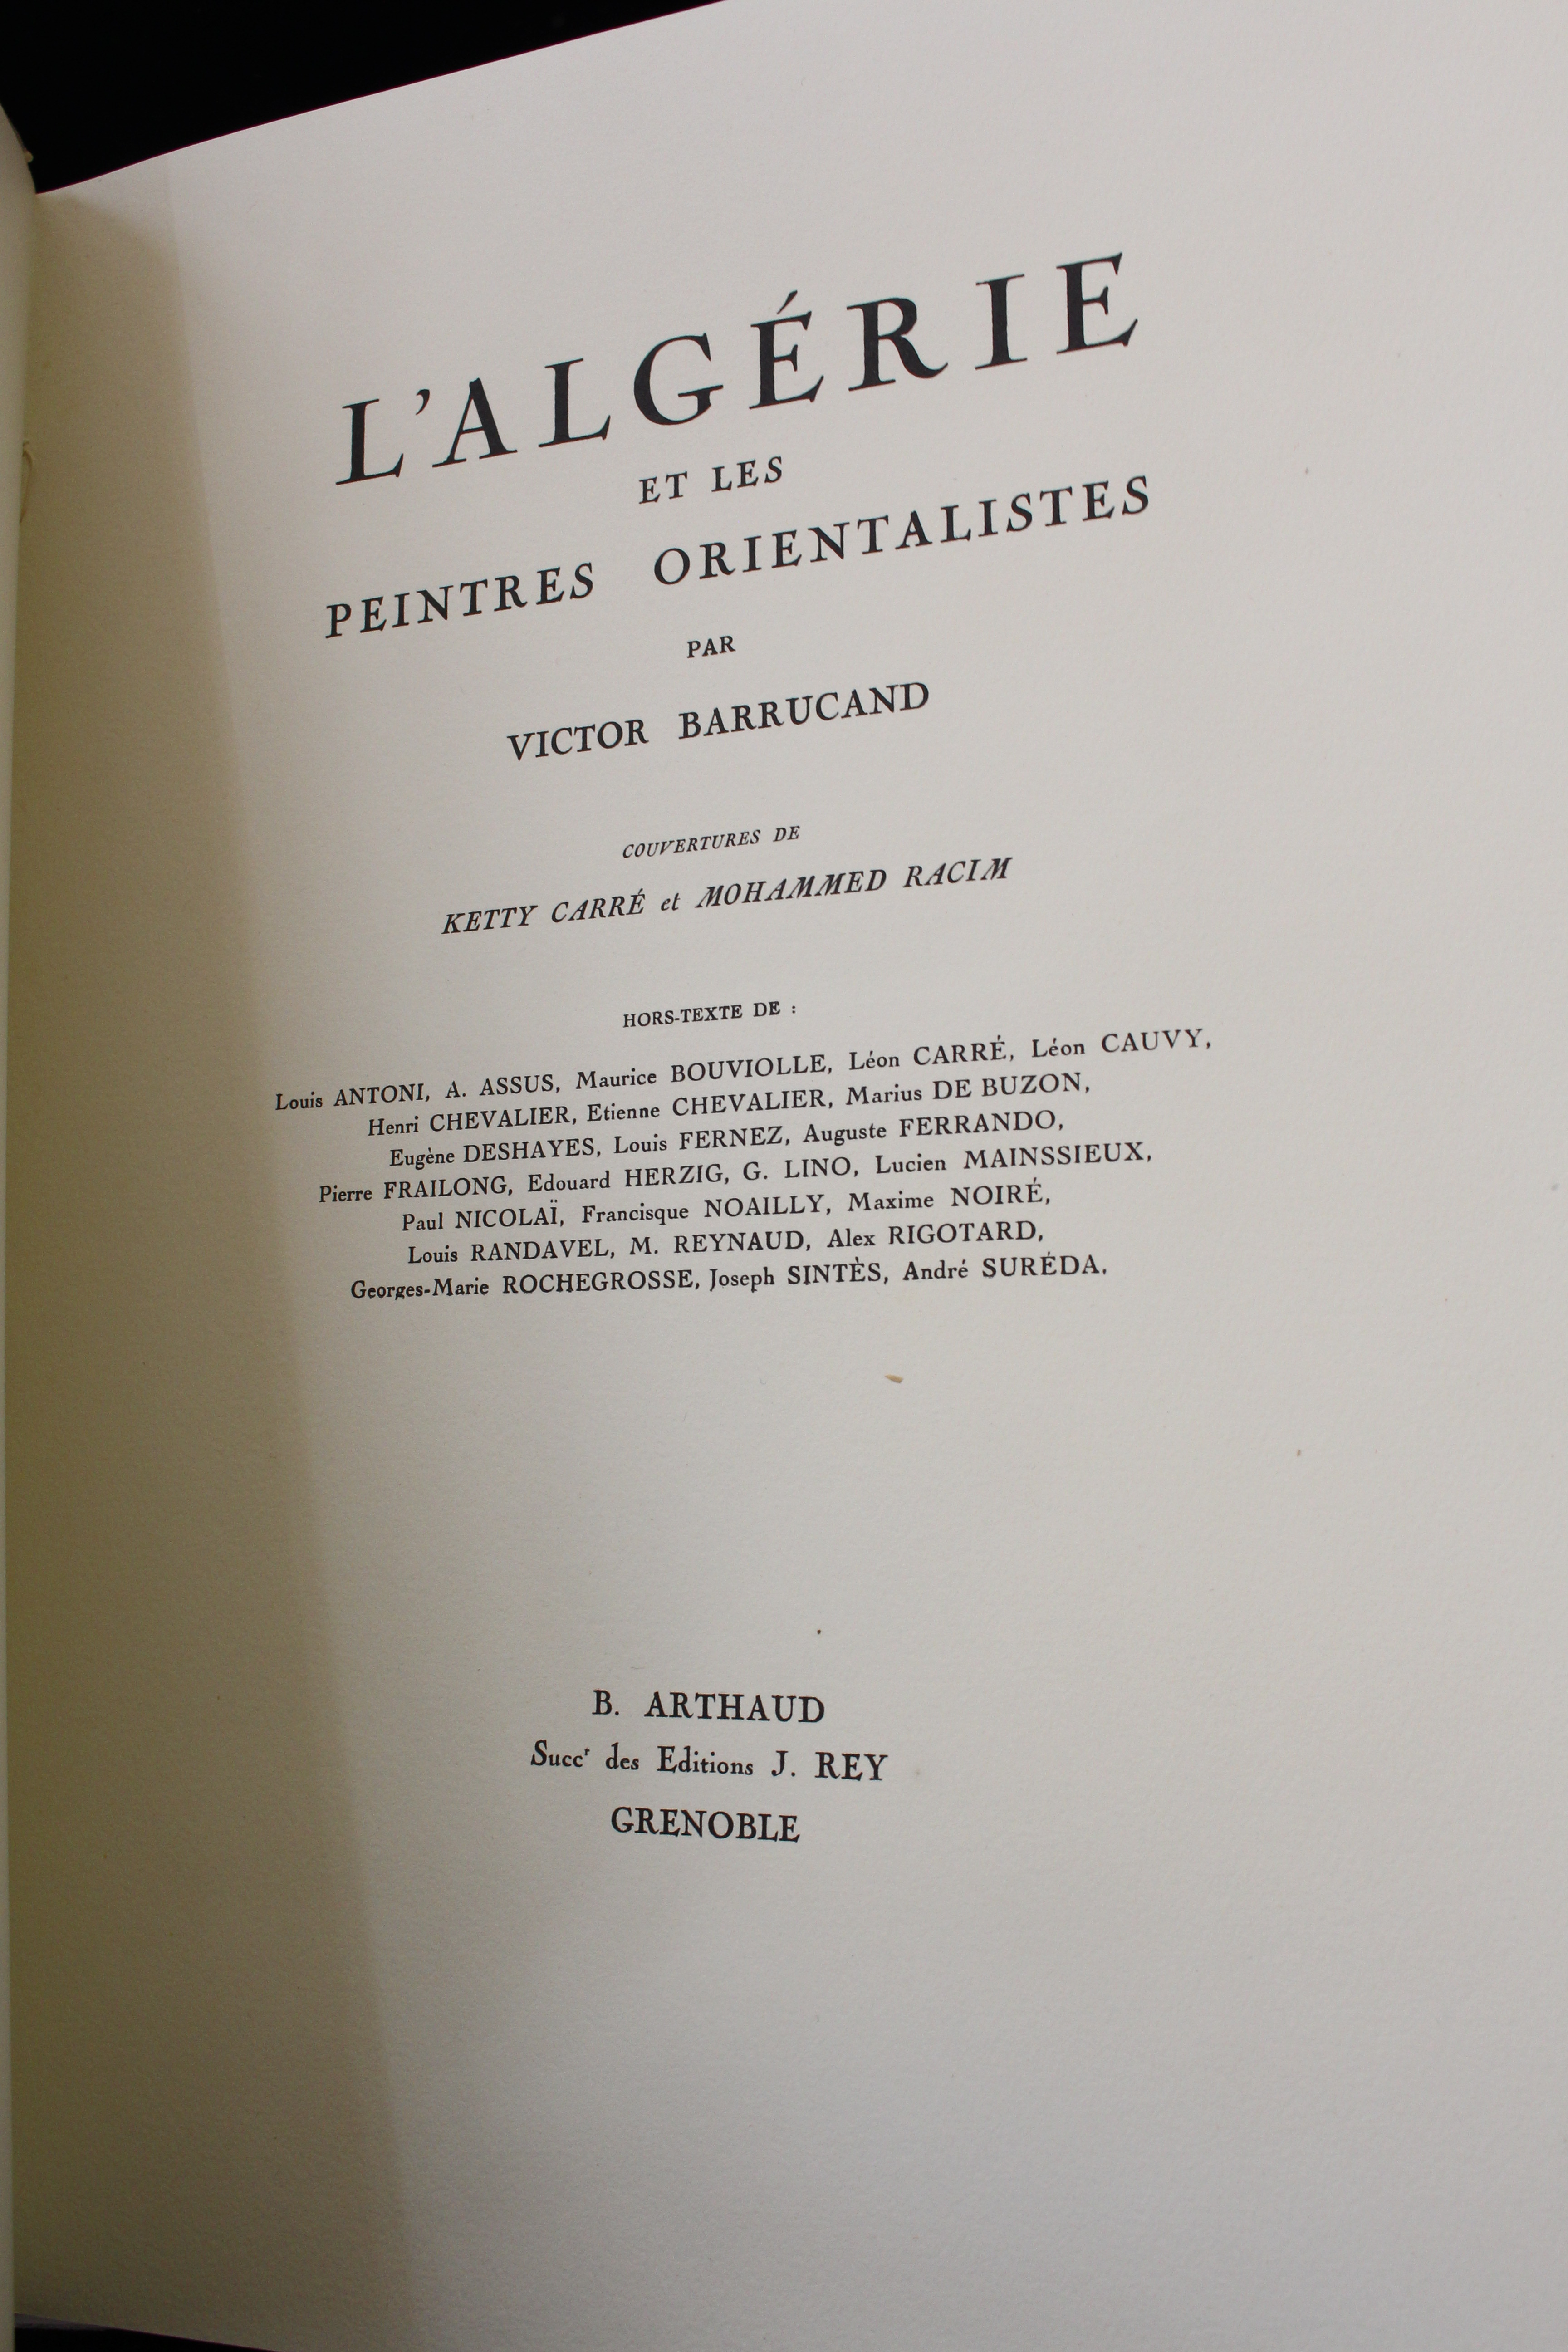 L'ALGÉRIE
ET LES
PEINTRES ORIENTALISTES
PAR
VICTOR BARRUCAND
COUVERTURES DE
KETTY CARRÉ et MOHAMMED RACIM
HORS-TEXTE DE :
Louis ANTONI, A. ASSUS, Maurice BOUVIOLLE, Léon CARRÉ, Léon CAUVY,
Henri CHEVALIER, Etienne CHEVALIER, Marius DE BUZON,
Eugène DESHAYES, Louis FERNEZ, Auguste FERRANDO,
Pierre FRAILONG, Edouard HERZIG, G. LINO, Lucien MAINSSIEUX,
Paul NICOLAÏ, Francisque NOAILLY, Maxime NOIRÉ,
Louis RANDAVEL, M. REYNAUD, Alex RIGOTARD,
Georges-Marie ROCHEGROSSE, Joseph SINTÈS, André SURÉDA.
B. ARTHAUD
Succʳ des Editions J. REY
GRENOBLE